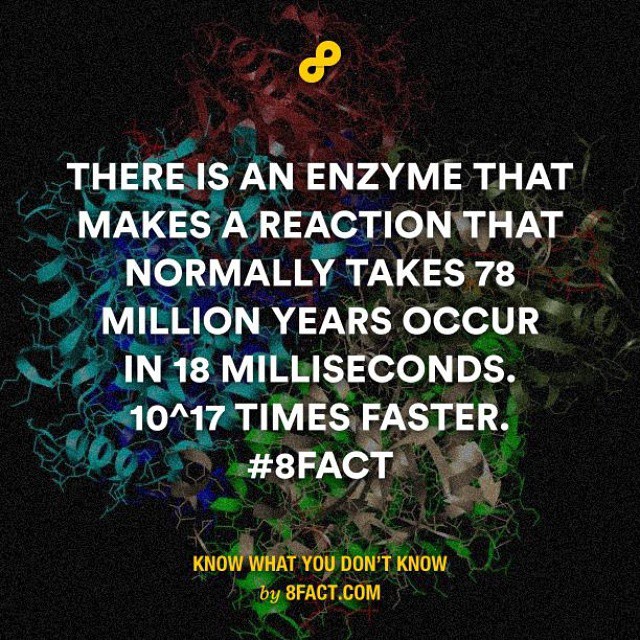 THERE IS AN ENZYME THAT
MAKES A REACTION THAT
NORMALLY TAKES 78
MILLION YEARS OCCUR
IN 18 MILLISECONDS.
10^17 TIMES FASTER.
#8FACT
KNOW WHAT YOU DON'T KNOW
by 8FACT.COM